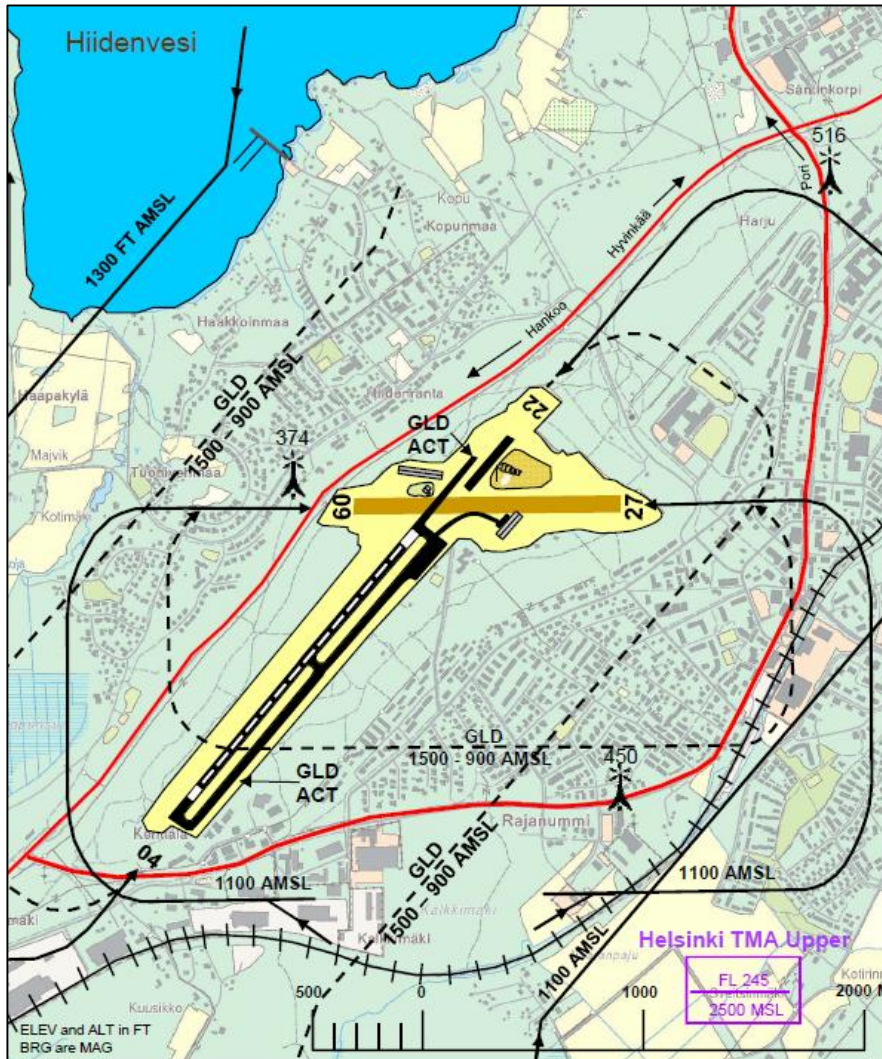 Hiidenvesi
Säntinkorpi
516
Pori
Kopu
Kopunmaa
Hyvinkää
Harju
1300 FT AMSL
Haakkoinmaa
Hankoo
GLD
1500 - 900 AMSL
Haapakylä
Hiidenranta
22
GLD
ACT
374
Majvik
Tuohivehmaa
Kotimäki
09
27
GLD
1500 - 900 AMSL
450
GLD
ACT
Rajanummi
04
GLD
1500 - 900 AMSL
1100 AMSL
1100 AMSL
Kalkkimäki
Helsinki TMA Upper
FL 245
2500 MSL
1100 AMSL
Kuusikko
500
0
1000
2000 M
ELEV and ALT in FT
BRG are MAG